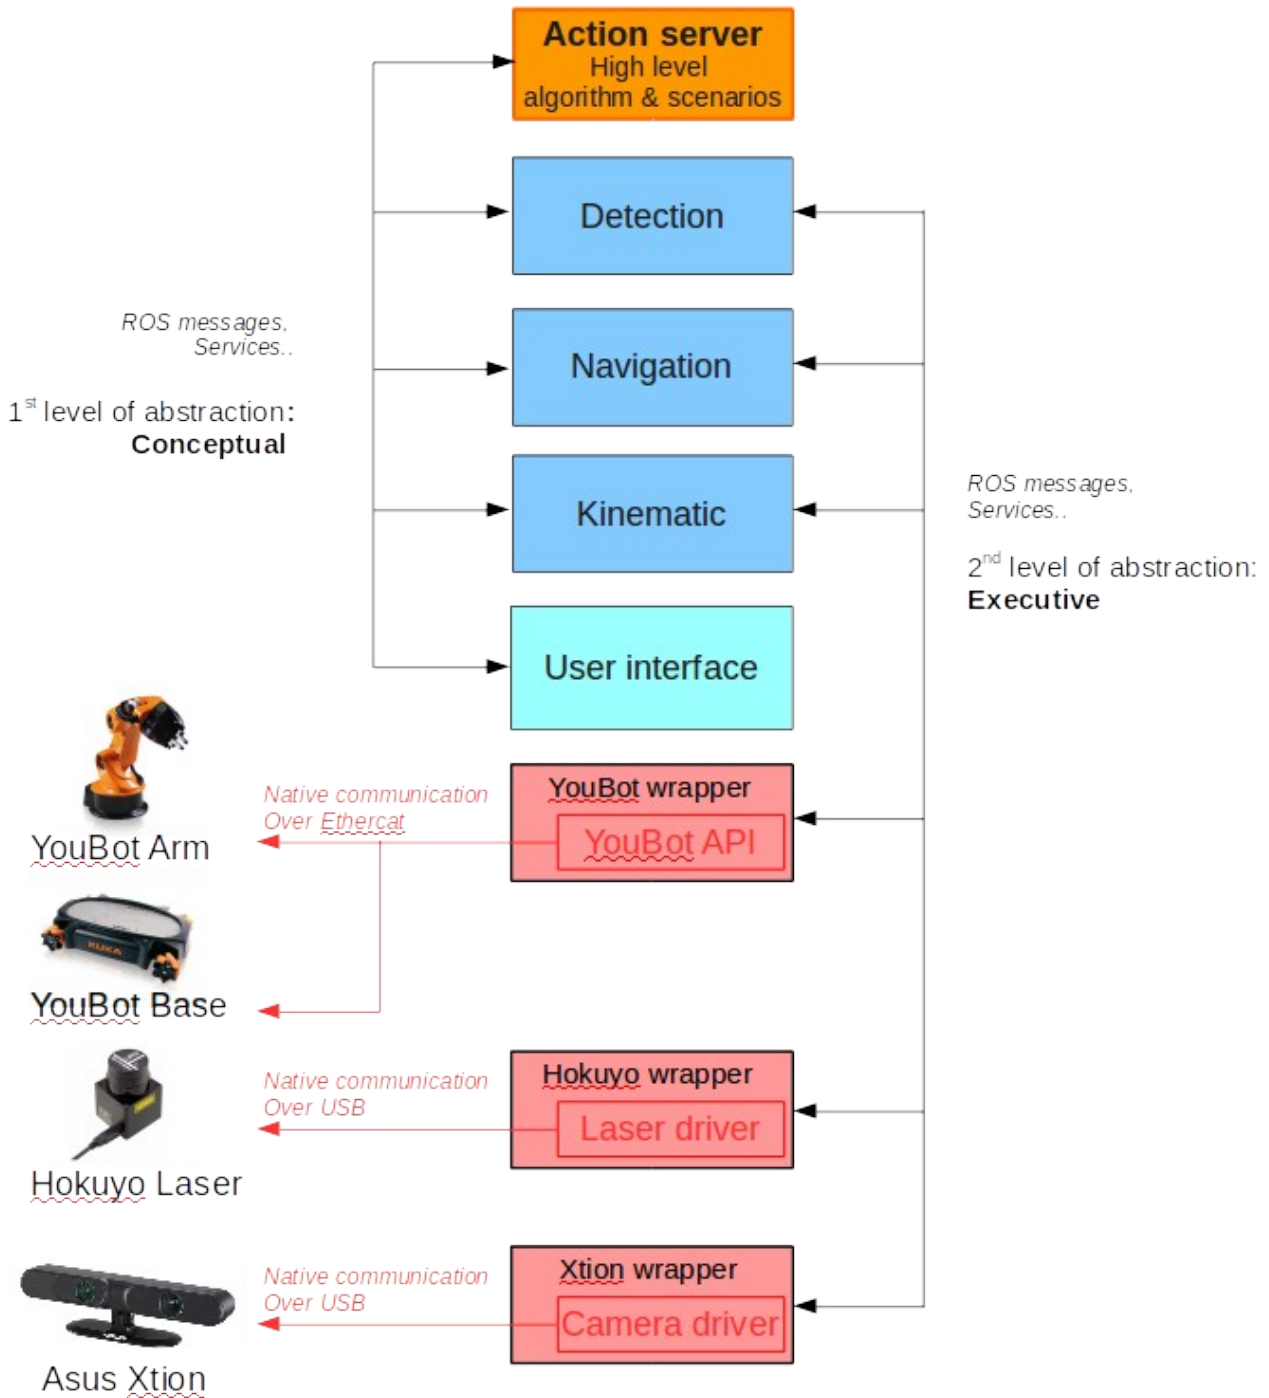 Action server
High level
algorithm & scenarios
Detection
ROS messages,
Services..
Navigation
1st level of abstraction:
Conceptual
Kinematic
ROS messages,
Services..
2nd level of abstraction:
Executive
User interface
YouBot wrapper
YouBot API
Native communication
Over Ethercat
YouBot Arm
KUKA
YouBot Base
Hokuyo wrapper
Laser driver
Native communication
Over USB
Hokuyo Laser
Xtion wrapper
Camera driver
Native communication
Over USB
Asus Xtion